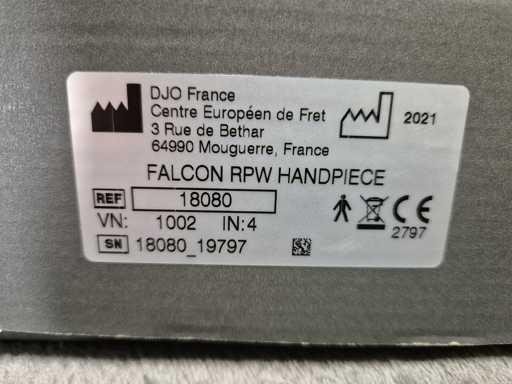 DJO France
Centre Européen de Fret
3 Rue de Bethar
64990 Mouguerre, France
2021
FALCON RPW HANDPIECE
REF 18080
VN: 1002 IN:4
CE
2797
SN 18080_19797